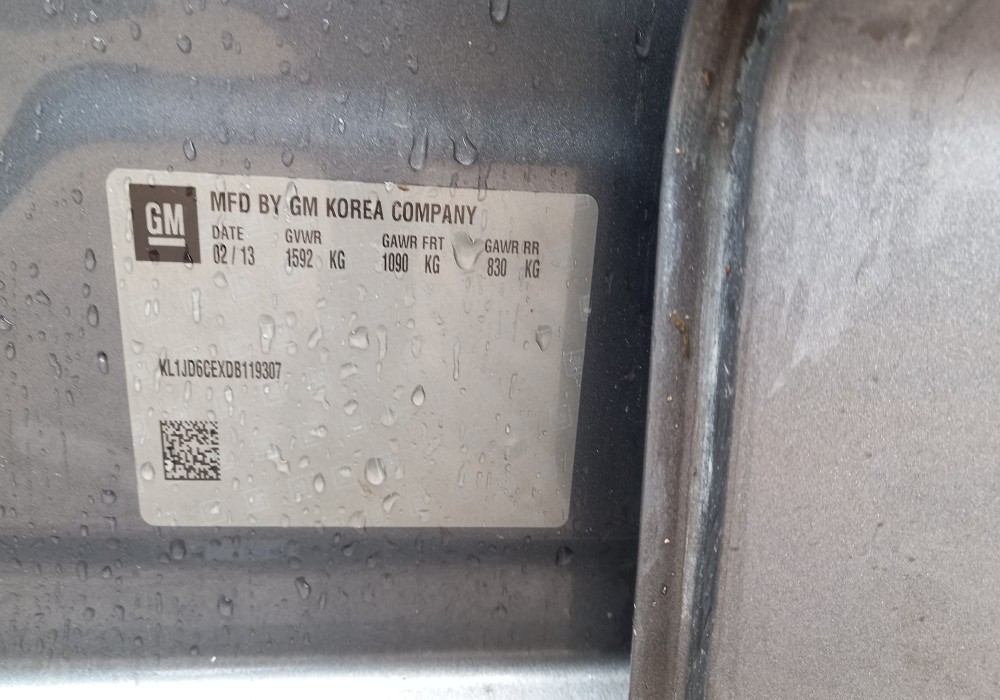 GM
MFD BY GM KOREA COMPANY
DATE GVWR GAWR FRT GAWR RR
02 / 13 1592 KG 1090 KG 830 KG
KL1JD6CEXDB119307